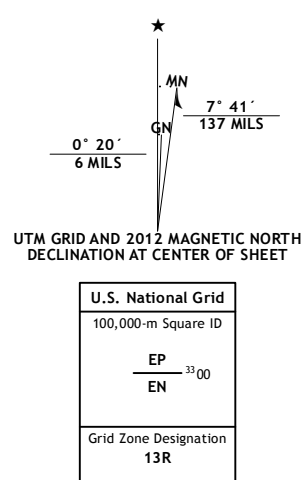 ★
MN
7° 41´
137 MILS
GN
0° 20´
6 MILS
UTM GRID AND 2012 MAGNETIC NORTH
DECLINATION AT CENTER OF SHEET
U.S. National Grid
100,000-m Square ID
EP
3300
EN
Grid Zone Designation
13R